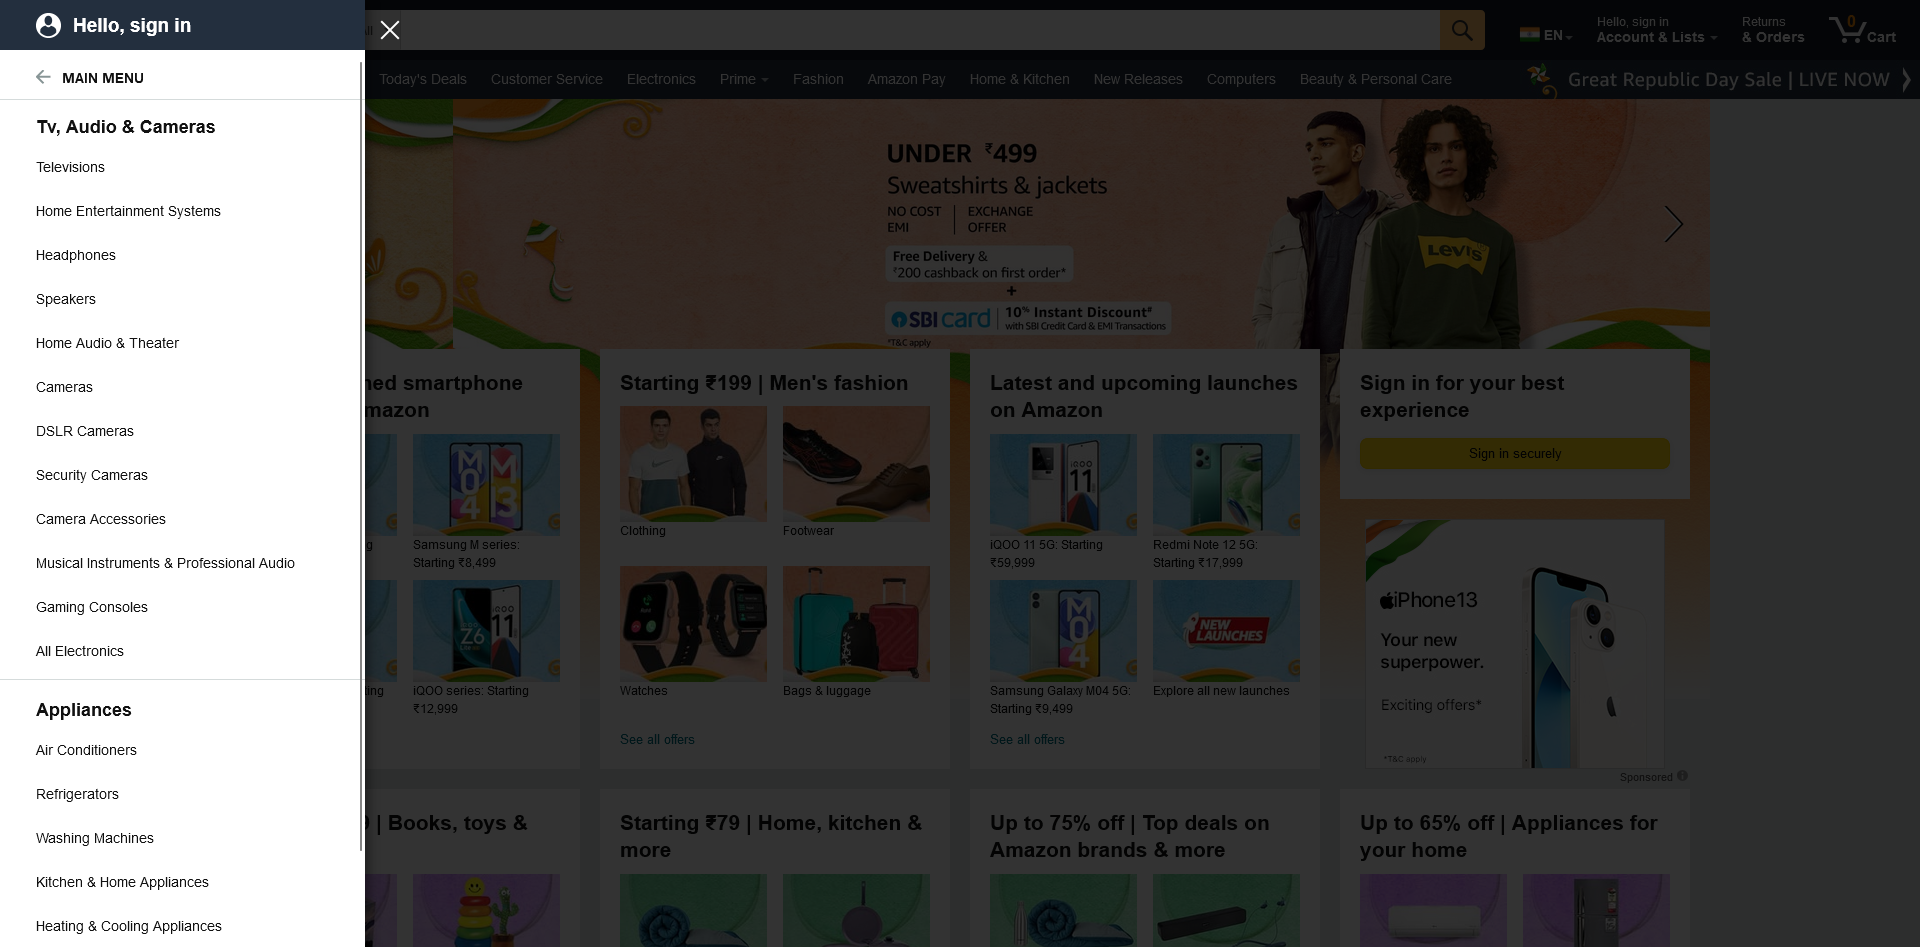 Hello, sign in
MAIN MENU
Tv, Audio & Cameras
Televisions
Home Entertainment Systems
Headphones
Speakers
Home Audio & Theater
Cameras
DSLR Cameras
Security Cameras
Camera Accessories
Musical Instruments & Professional Audio
Gaming Consoles
All Electronics
Appliances
Air Conditioners
Refrigerators
Washing Machines
Kitchen & Home Appliances
Heating & Cooling Appliances
EN
Hello, sign in
Account & Lists
Returns
& Orders
0
Cart
Today's Deals
Customer Service
Electronics
Prime
Fashion
Amazon Pay
Home & Kitchen
New Releases
Computers
Beauty & Personal Care
Great Republic Day Sale | LIVE NOW
UNDER ₹499
Sweatshirts & jackets
NO COST EMI
EXCHANGE OFFER
Free Delivery &
₹200 cashback on first order*
+
SBI card
10% Instant Discount#
with SBI Credit Card & EMI Transactions
*T&C apply
Levi's
ned smartphone
mazon
M04
M13
g
Samsung M series:
Starting ₹8,499
iQOO
Z6
11
ing
iQOO series: Starting
₹12,999
Starting ₹199 | Men's fashion
Clothing
Footwear
Watches
Bags & luggage
See all offers
Latest and upcoming launches
on Amazon
iQOO
11
iQOO 11 5G: Starting
₹59,999
Redmi Note 12 5G:
Starting ₹17,999
M04
NEW
LAUNCHES
Samsung Galaxy M04 5G:
Starting ₹9,499
Explore all new launches
See all offers
Sign in for your best
experience
Sign in securely
iPhone13
Your new
superpower.
Exciting offers*
*T&C apply
Sponsored
9 | Books, toys &
Starting ₹79 | Home, kitchen &
more
Up to 75% off | Top deals on
Amazon brands & more
Up to 65% off | Appliances for
your home